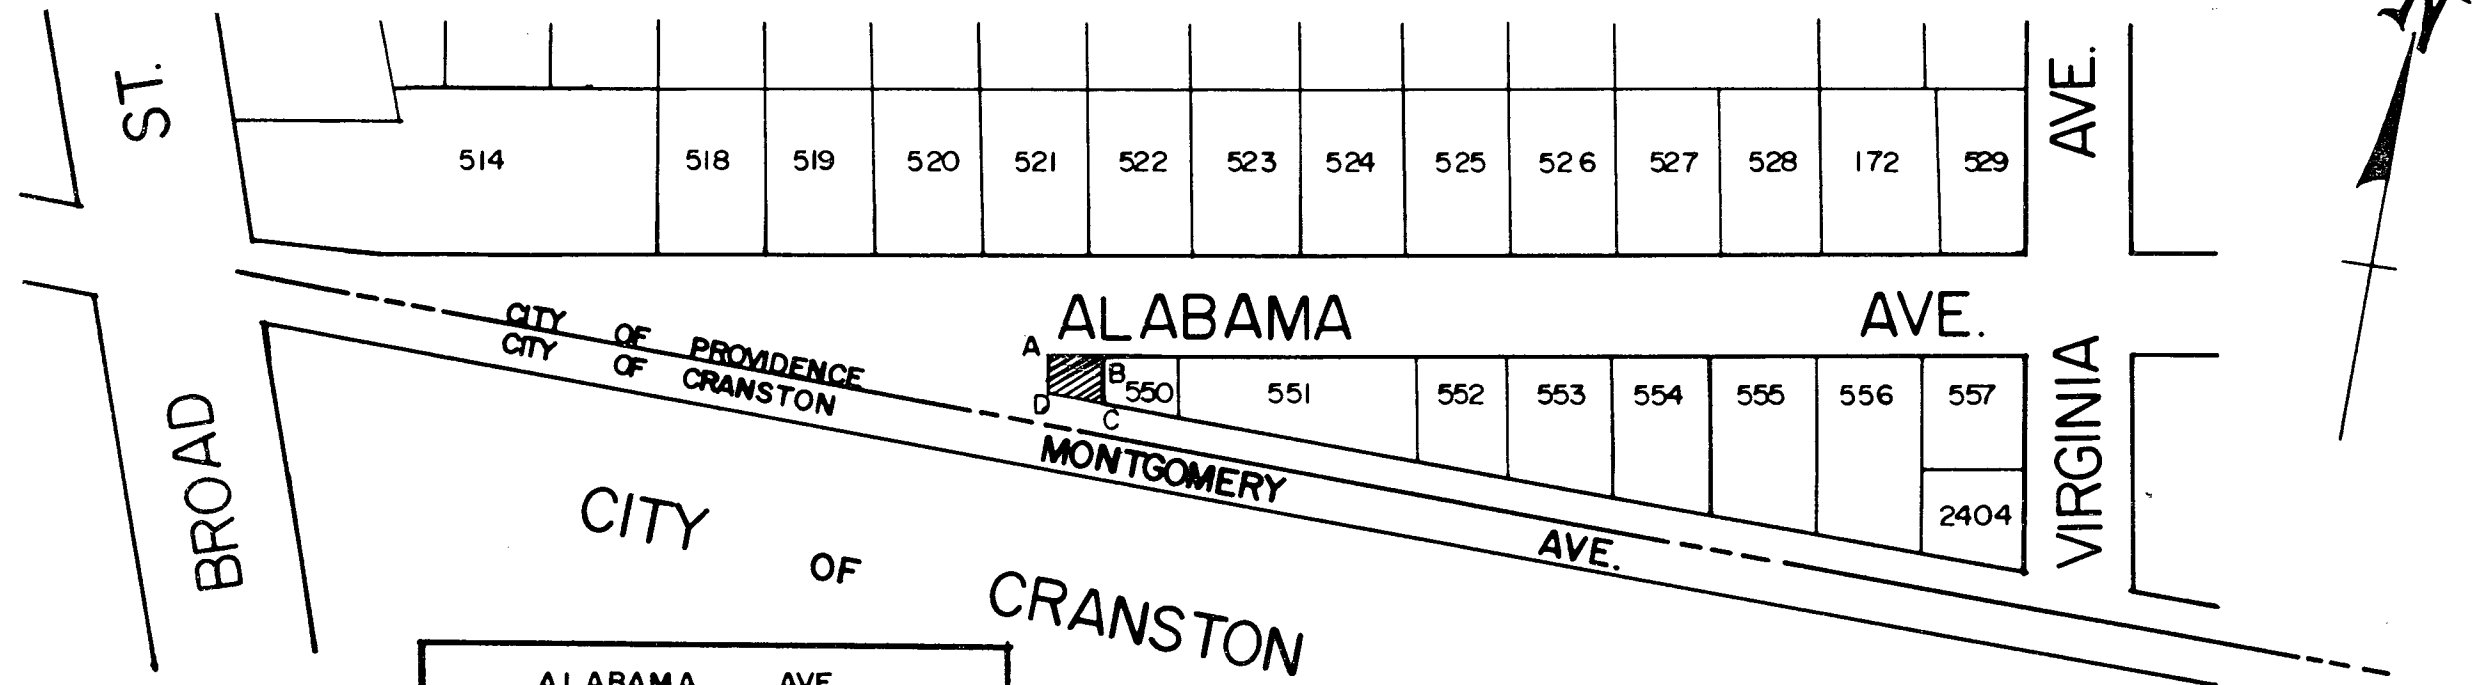 N
ST.
AVE.
514 518 519 520 521 522 523 524 525 526 527 528 172 529
ALABAMA AVE.
CITY OF PROVIDENCE
CITY OF CRANSTON
A
B
D
C
550 551 552 553 554 555 556 557
2404
MONTGOMERY AVE.
VIRGINIA
BROAD
CITY OF CRANSTON
ALABAMA AVE.